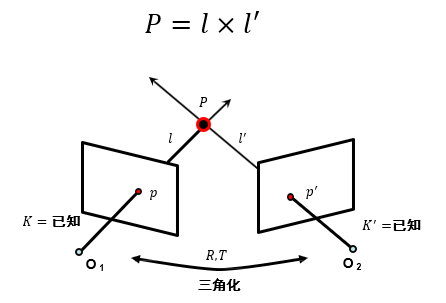 P = l × l′
P
l
l′
p
p′
K = 已知
K′ = 已知
O₁
R,T
O₂
三角化